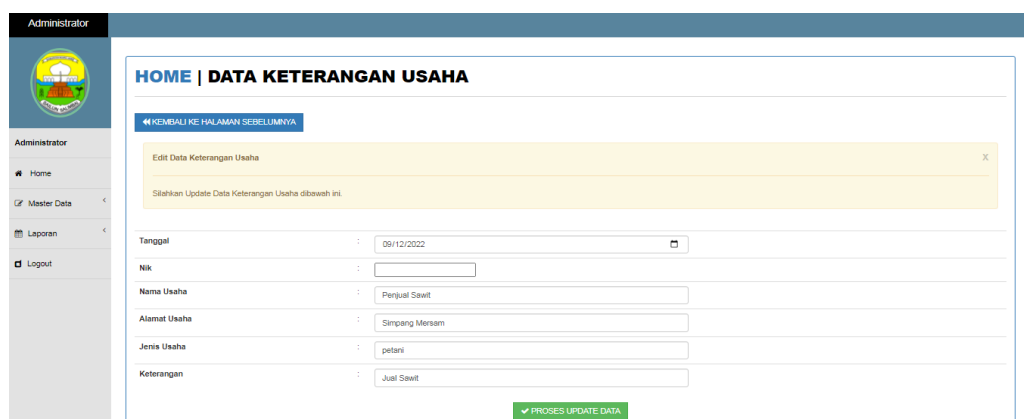 Administrator
HOME | DATA KETERANGAN USAHA
KEMBALI KE HALAMAN SEBELUMNYA
Administrator
Home
Master Data
Laporan
Logout
Edit Data Keterangan Usaha
X
Silahkan Update Data Keterangan Usaha dibawah ini.
Tanggal : 09/12/2022
Nik :
Nama Usaha : Penjual Sawit
Alamat Usaha : Simpang Mersam
Jenis Usaha : petani
Keterangan : Jual Sawit
PROSES UPDATE DATA